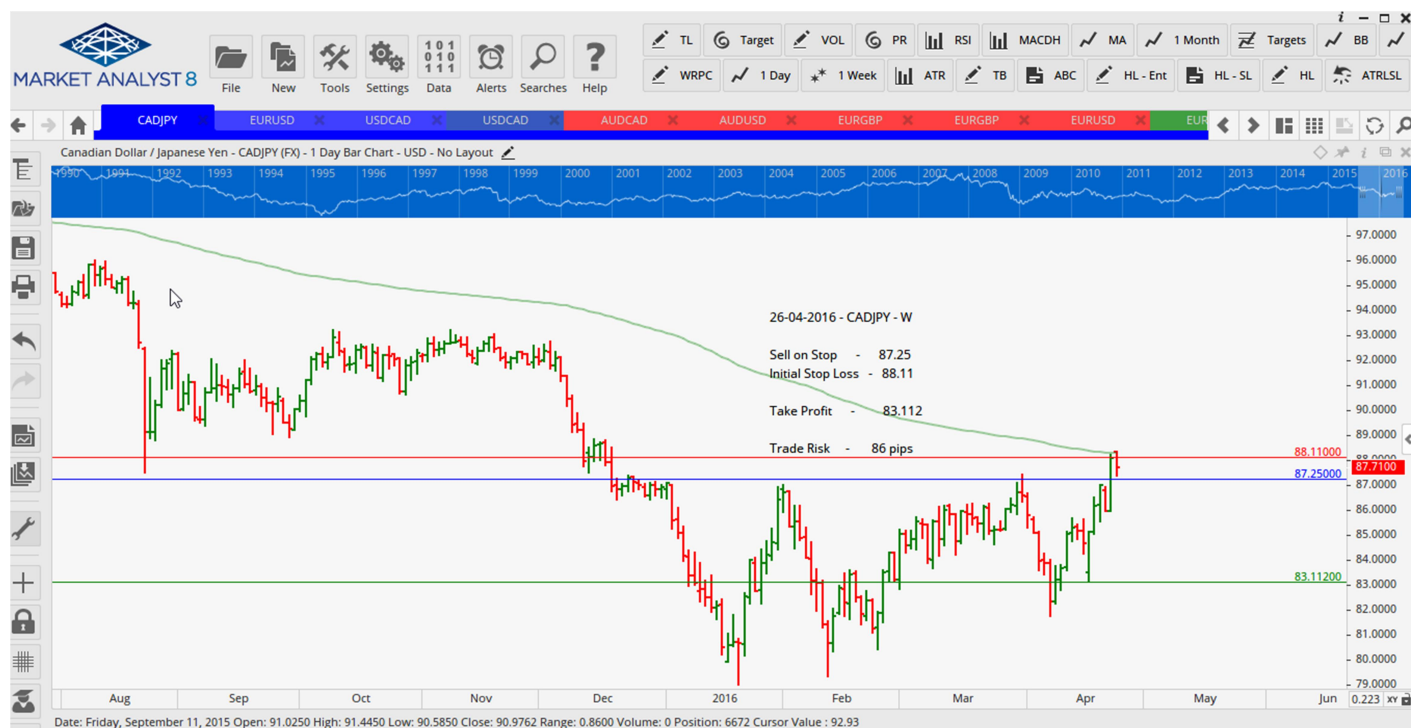 i
TL Target VOL PR RSI MACDH MA 1 Month Targets BB
MARKET ANALYST 8
101
010
111
?
File New Tools Settings Data Alerts Searches Help
WRPC 1 Day 1 Week ATR TB ABC HL - Ent HL - SL HL ATRLSL
CADJPY EURUSD USDCAD USDCAD AUDCAD AUDUSD EURGBP EURGBP EURUSD EUR
Canadian Dollar / Japanese Yen - CADJPY (FX) - 1 Day Bar Chart - USD - No Layout
1990 1991 1992 1993 1994 1995 1996 1997 1998 1999 2000 2001 2002 2003 2004 2005 2006 2007 2008 2009 2010 2011 2012 2013 2014 2015 2016
97.0000
96.0000
95.0000
94.0000
93.0000
92.0000
91.0000
90.0000
89.0000
88.0000
87.0000
86.0000
85.0000
84.0000
83.0000
82.0000
81.0000
80.0000
79.0000
26-04-2016 - CADJPY - W
Sell on Stop - 87.25
Initial Stop Loss - 88.11
Take Profit - 83.112
Trade Risk - 86 pips
88.11000
87.7100
87.25000
83.11200
Aug Sep Oct Nov Dec 2016 Feb Mar Apr May Jun 0.223 XY
Date: Friday, September 11, 2015 Open: 91.0250 High: 91.4450 Low: 90.5850 Close: 90.9762 Range: 0.8600 Volume: 0 Position: 6672 Cursor Value : 92.93